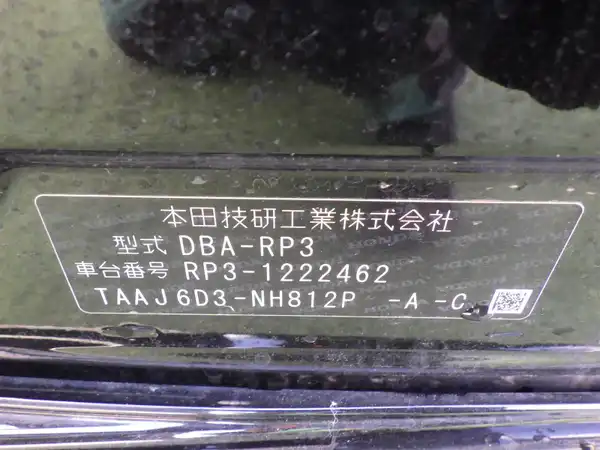 本田技研工業株式会社
型式 DBA-RP3
車台番号 RP3-1222462
TAAJ6D3-NH812P -A -C